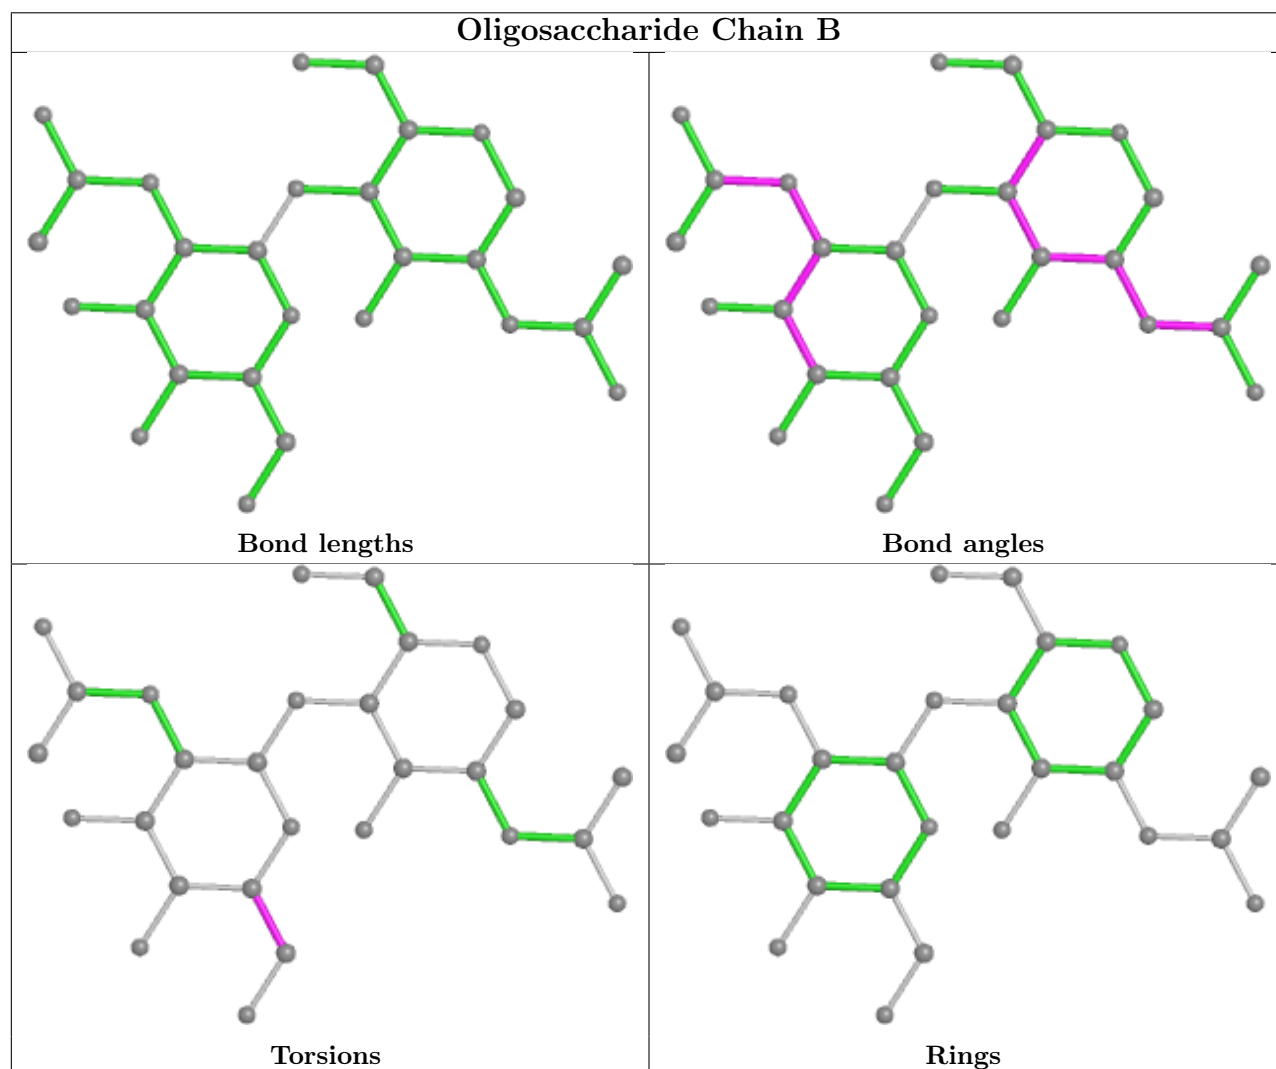 Oligosaccharide Chain B
Bond lengths
Bond angles
Torsions
Rings